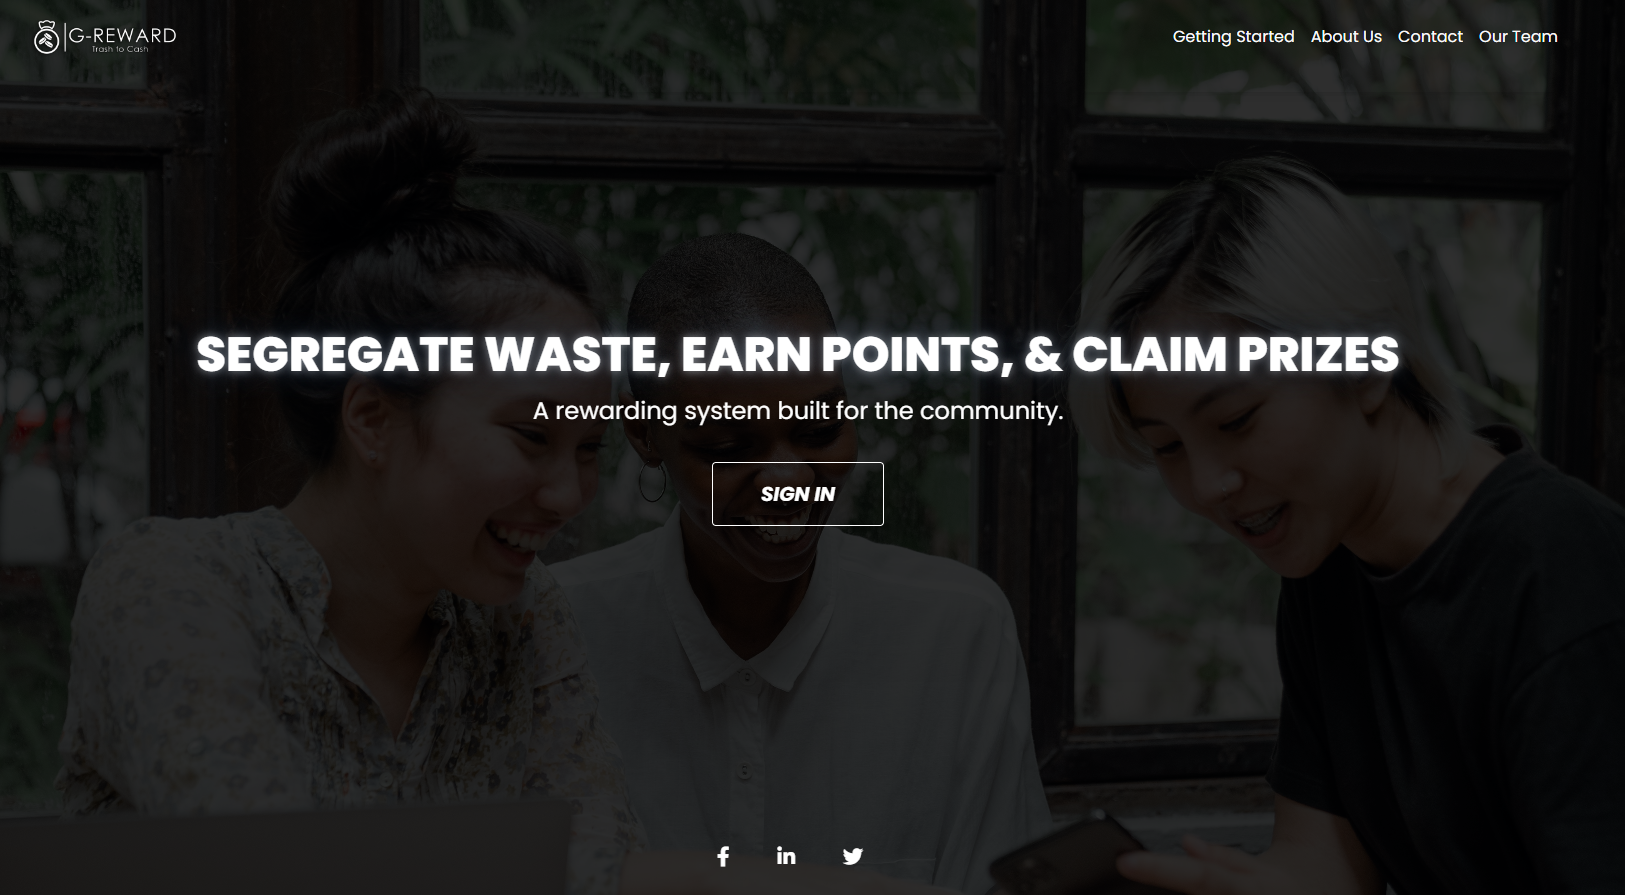 G-REWARD
Trash to Cash
Getting Started About Us Contact Our Team
SEGREGATE WASTE, EARN POINTS, & CLAIM PRIZES
A rewarding system built for the community.
SIGN IN